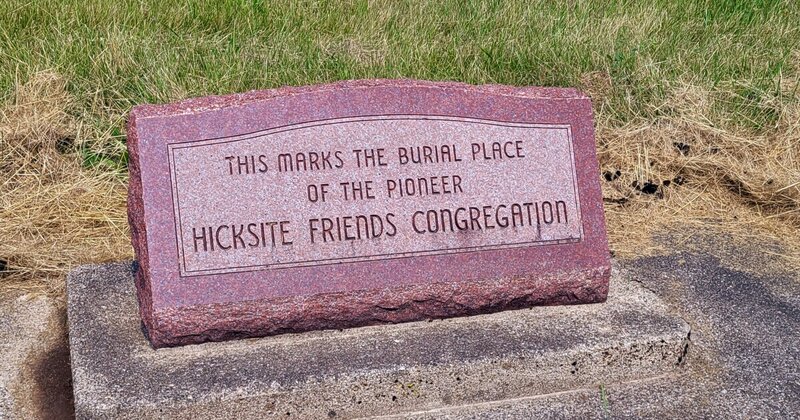 THIS MARKS THE BURIAL PLACE
OF THE PIONEER
HICKSITE FRIENDS CONGREGATION